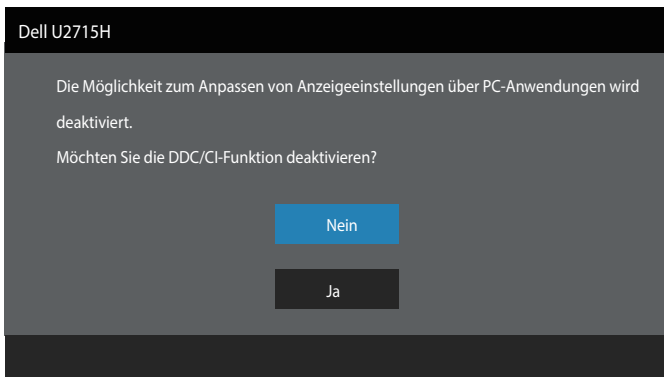 Dell U2715H
Die Möglichkeit zum Anpassen von Anzeigeeinstellungen über PC-Anwendungen wird
deaktiviert.
Möchten Sie die DDC/CI-Funktion deaktivieren?
Nein
Ja